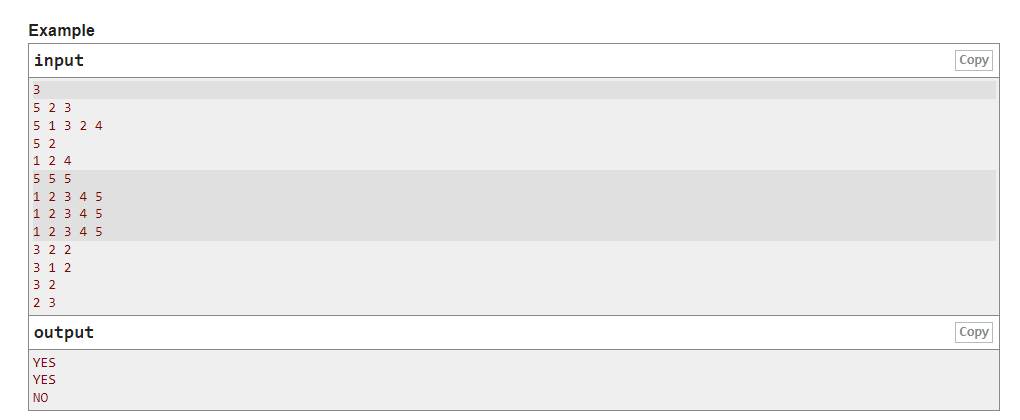 Example
input
Copy
3
5 2 3
5 1 3 2 4
5 2
1 2 4
5 5 5
1 2 3 4 5
1 2 3 4 5
1 2 3 4 5
3 2 2
3 1 2
3 2
2 3
output
Copy
YES
YES
NO